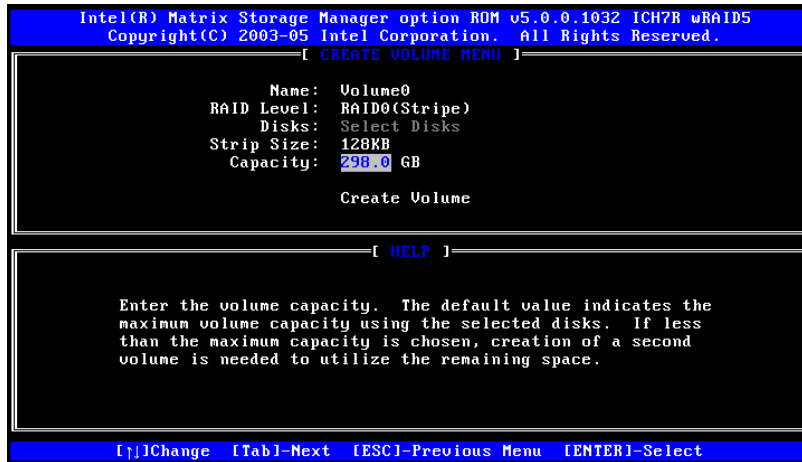 Intel(R) Matrix Storage Manager option ROM v5.0.0.1032 ICH7R wRAID5
Copyright(C) 2003-05 Intel Corporation.  All Rights Reserved.
[ CREATE VOLUME MENU ]
Name: Volume0
RAID Level: RAID0(Stripe)
Disks: Select Disks
Strip Size: 128KB
Capacity: 298.0 GB
Create Volume
[ HELP ]
Enter the volume capacity.  The default value indicates the
maximum volume capacity using the selected disks.  If less
than the maximum capacity is chosen, creation of a second
volume is needed to utilize the remaining space.
[↑↓]Change  [Tab]-Next  [ESC]-Previous Menu  [ENTER]-Select